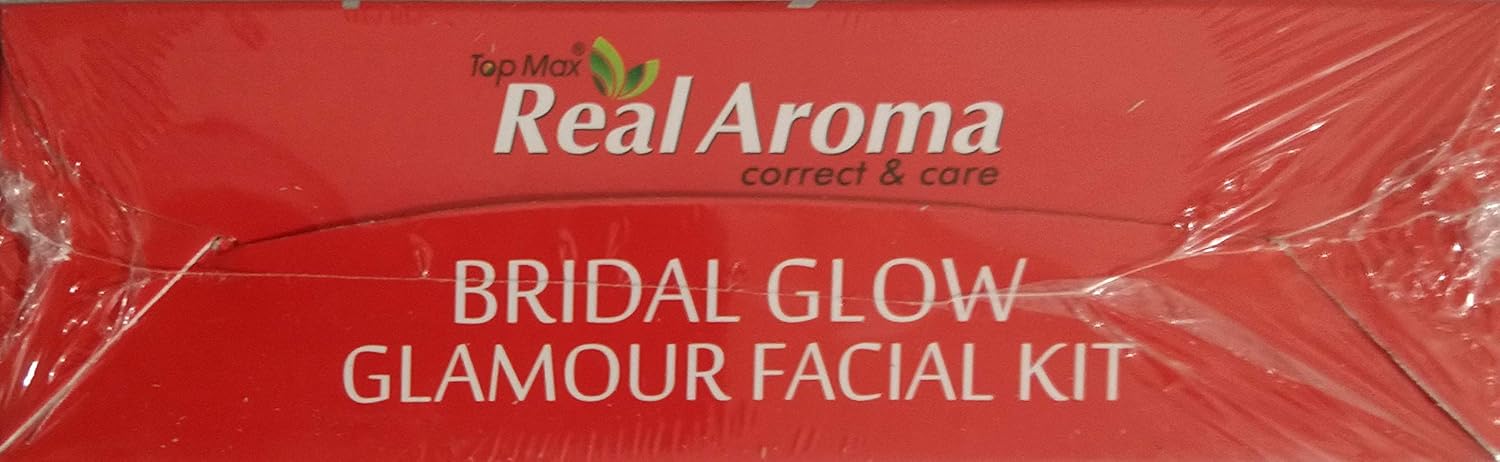 Top Max®
Real Aroma
correct & care
BRIDAL GLOW
GLAMOUR FACIAL KIT